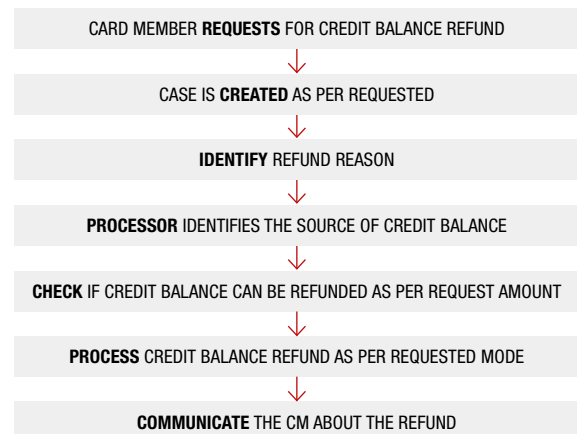 CARD MEMBER REQUESTS FOR CREDIT BALANCE REFUND
CASE IS CREATED AS PER REQUESTED
IDENTIFY REFUND REASON
PROCESSOR IDENTIFIES THE SOURCE OF CREDIT BALANCE
CHECK IF CREDIT BALANCE CAN BE REFUNDED AS PER REQUEST AMOUNT
PROCESS CREDIT BALANCE REFUND AS PER REQUESTED MODE
COMMUNICATE THE CM ABOUT THE REFUND